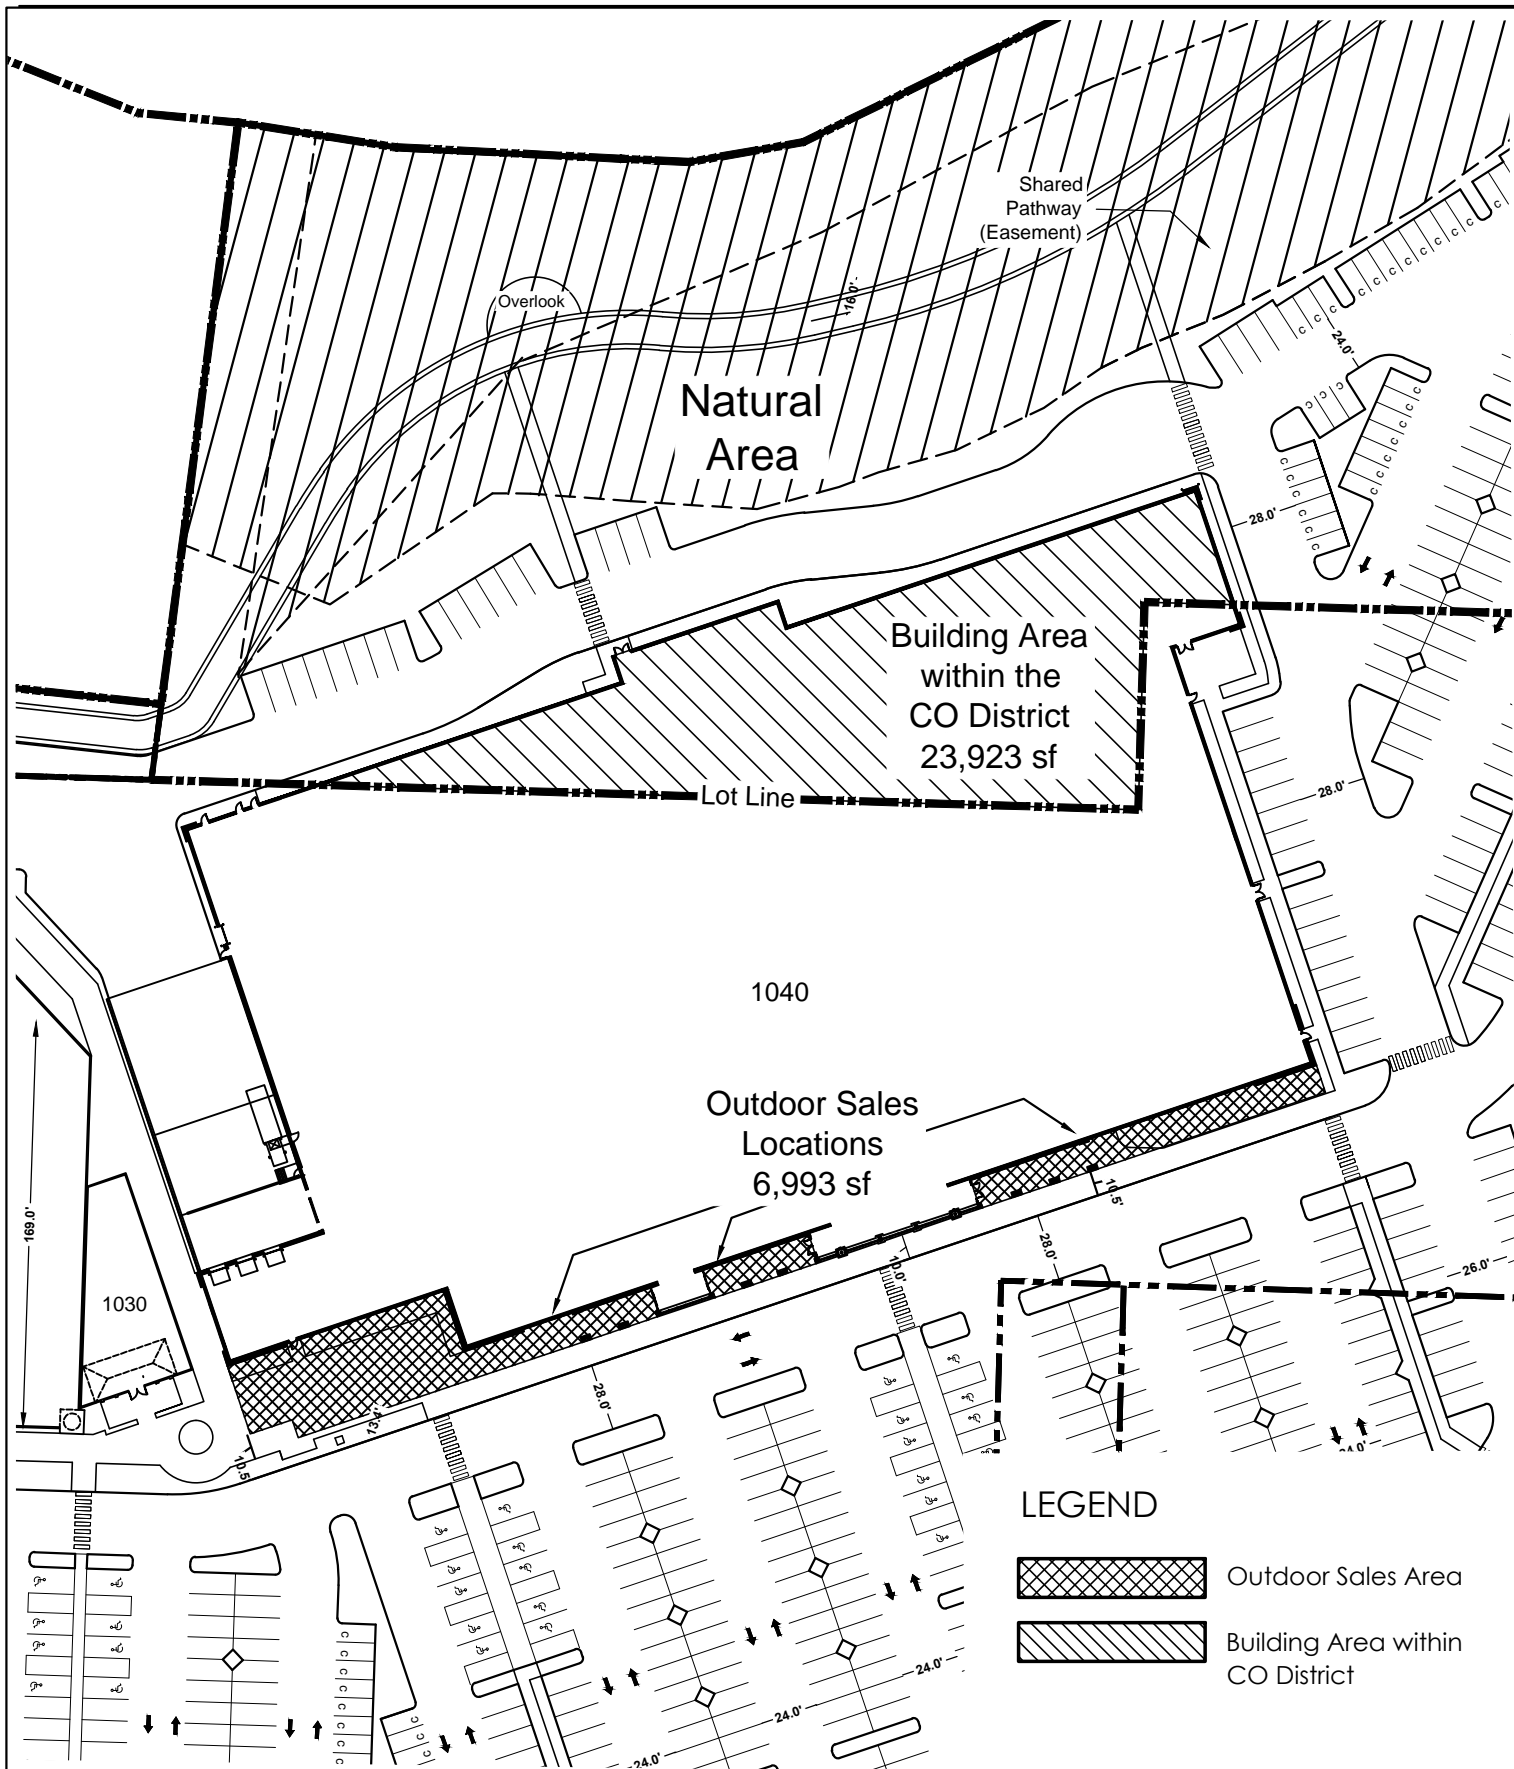 Shared
Pathway
(Easement)
Overlook
16.0'
24.0'
Natural
Area
28.0'
Building Area
within the
CO District
23,923 sf
28.0'
Lot Line
1040
Outdoor Sales
Locations
6,993 sf
10.5'
169.0'
28.0'
10.0'
26.0'
1030
28.0'
13.4'
10.5
24.0'
LEGEND
Outdoor Sales Area
Building Area within
CO District
24.0'
24.0'
24.0'